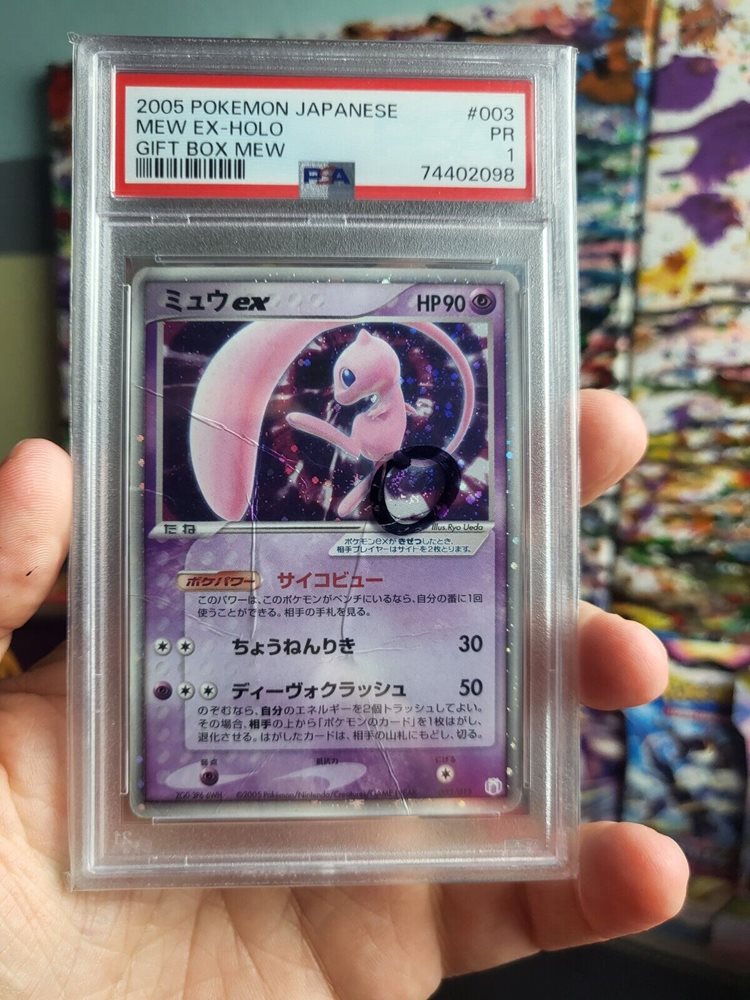 2005 POKEMON JAPANESE #003
MEW EX-HOLO PR
GIFT BOX MEW 1
PSA 74402098
ミュウex HP90
たね Illus.Ryo Ueda
ポケモンexがきぜつしたとき、
相手プレイヤーはサイドを2枚とります。
ポケパワー サイコビュー
このパワーは、このポケモンがベンチにいるなら、自分の番に1回
使うことができる。相手の手札を見る。
ちょうねんりき 30
ディーヴォクラッシュ 50
のぞむなら、自分のエネルギーを2個トラッシュしてよい。
その場合、相手の上から「ポケモンのカード」を1枚はがし、
退化させる。はがしたカードは、相手の山札にもどし、切る。
弱点 抵抗力 にげる
©2005 Pokémon/Nintendo/Creatures/GAME FREAK